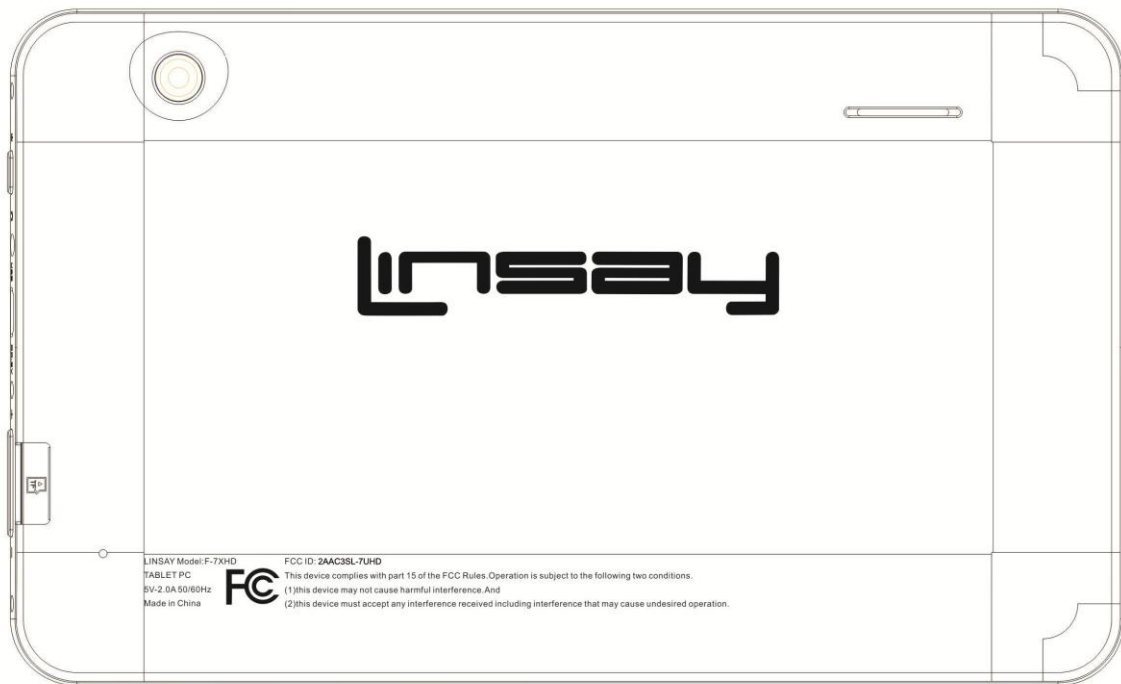 Linsay
TF
LINSAY Model:F-7XHD
TABLET PC
5V-2.0A 50/60Hz
Made in China
FC
FCC ID: 2AAC3SL-7UHD
This device complies with part 15 of the FCC Rules.Operation is subject to the following two conditions.
(1)this device may not cause harmful interference.And
(2)this device must accept any interference received including interference that may cause undesired operation.